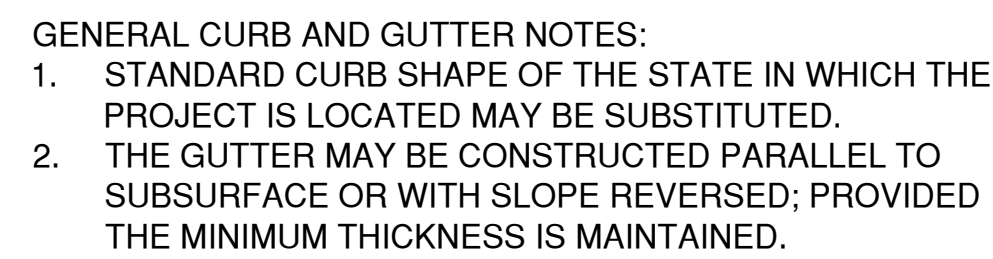 GENERAL CURB AND GUTTER NOTES:
1. STANDARD CURB SHAPE OF THE STATE IN WHICH THE
PROJECT IS LOCATED MAY BE SUBSTITUTED.
2. THE GUTTER MAY BE CONSTRUCTED PARALLEL TO
SUBSURFACE OR WITH SLOPE REVERSED; PROVIDED
THE MINIMUM THICKNESS IS MAINTAINED.